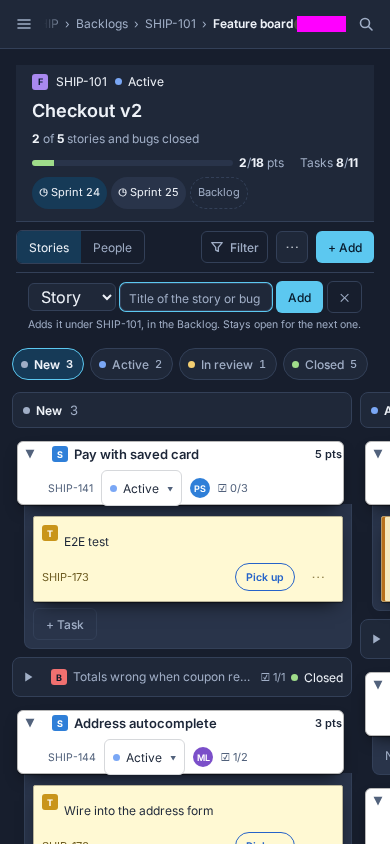 IP › Backlogs › SHIP-101 › Feature board
F SHIP-101 Active
Checkout v2
2 of 5 stories and bugs closed
2/18 pts Tasks 8/11
Sprint 24 Sprint 25 Backlog
Stories People Filter ··· + Add
Story Title of the story or bug Add ×
Adds it under SHIP-101, in the Backlog. Stays open for the next one.
New 3 Active 2 In review 1 Closed 5
New 3
▼ S Pay with saved card 5 pts
SHIP-141 Active ▾ PS ☑ 0/3
T E2E test
SHIP-173 Pick up ···
+ Task
▶ B Totals wrong when coupon re... ☑ 1/1 Closed
▼ S Address autocomplete 3 pts
SHIP-144 Active ▾ ML ☑ 1/2
T Wire into the address form